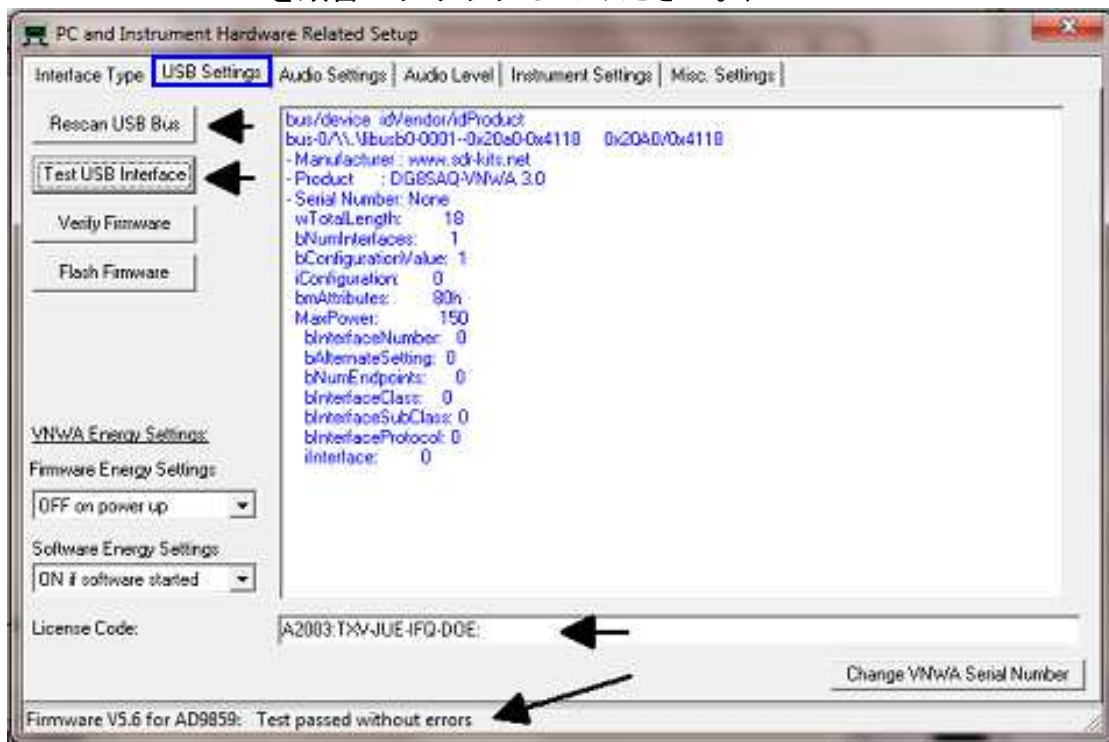 PC and Instrument Hardware Related Setup
Interface Type USB Settings Audio Settings Audio Level Instrument Settings Misc. Settings
Rescan USB Bus
Test USB Interface
Verify Firmware
Flash Firmware
bus/device idVendor/idProduct
bus-0/\\.\libusb0-0001--0x20a0-0x4118 0x20A0/0x4118
- Manufacturer : www.sdr-kits.net
- Product : DG8SAQ-VNWA 3.0
- Serial Number: None
wTotalLength: 18
bNumInterfaces: 1
bConfigurationValue: 1
iConfiguration: 0
bmAttributes: 80h
MaxPower: 150
bInterfaceNumber: 0
bAlternateSetting: 0
bNumEndpoints: 0
bInterfaceClass: 0
bInterfaceSubClass: 0
bInterfaceProtocol: 0
iInterface: 0
VNWA Energy Settings:
Firmware Energy Settings
OFF on power up
Software Energy Settings
ON if software started
License Code:
A2003:TXV-JUE-IFQ-DOE:
Change VNWA Serial Number
Firmware V5.6 for AD9859: Test passed without errors